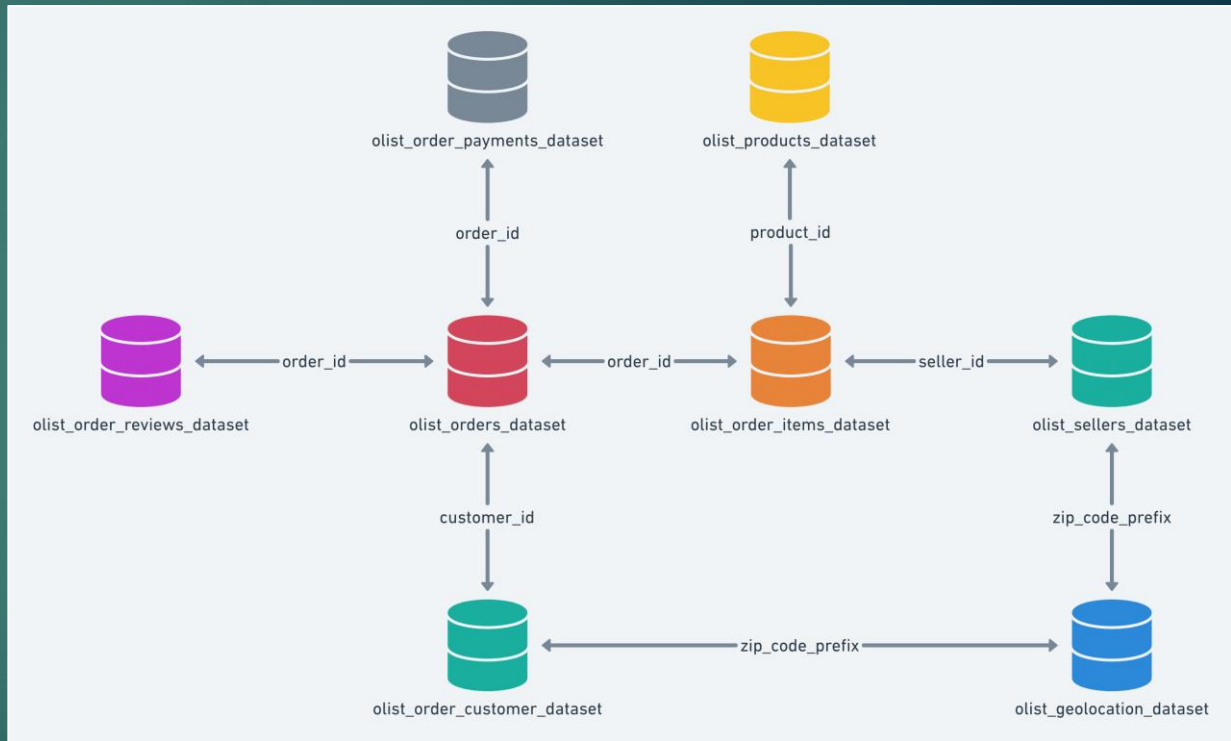 olist_order_payments_dataset
olist_products_dataset
order_id
product_id
order_id
order_id
seller_id
olist_order_reviews_dataset
olist_orders_dataset
olist_order_items_dataset
olist_sellers_dataset
customer_id
zip_code_prefix
zip_code_prefix
olist_order_customer_dataset
olist_geolocation_dataset